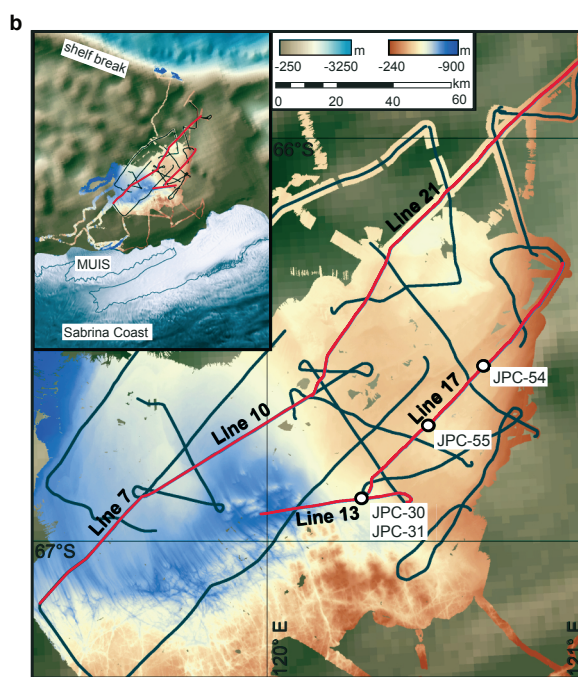 b
shelf break
MUIS
Sabrina Coast
m
m
-250
-3250
-240
-900
km
0
20
40
60
66°S
Line 21
JPC-54
Line 17
Line 10
JPC-55
Line 7
Line 13
JPC-30
JPC-31
67°S
120° E
121° E